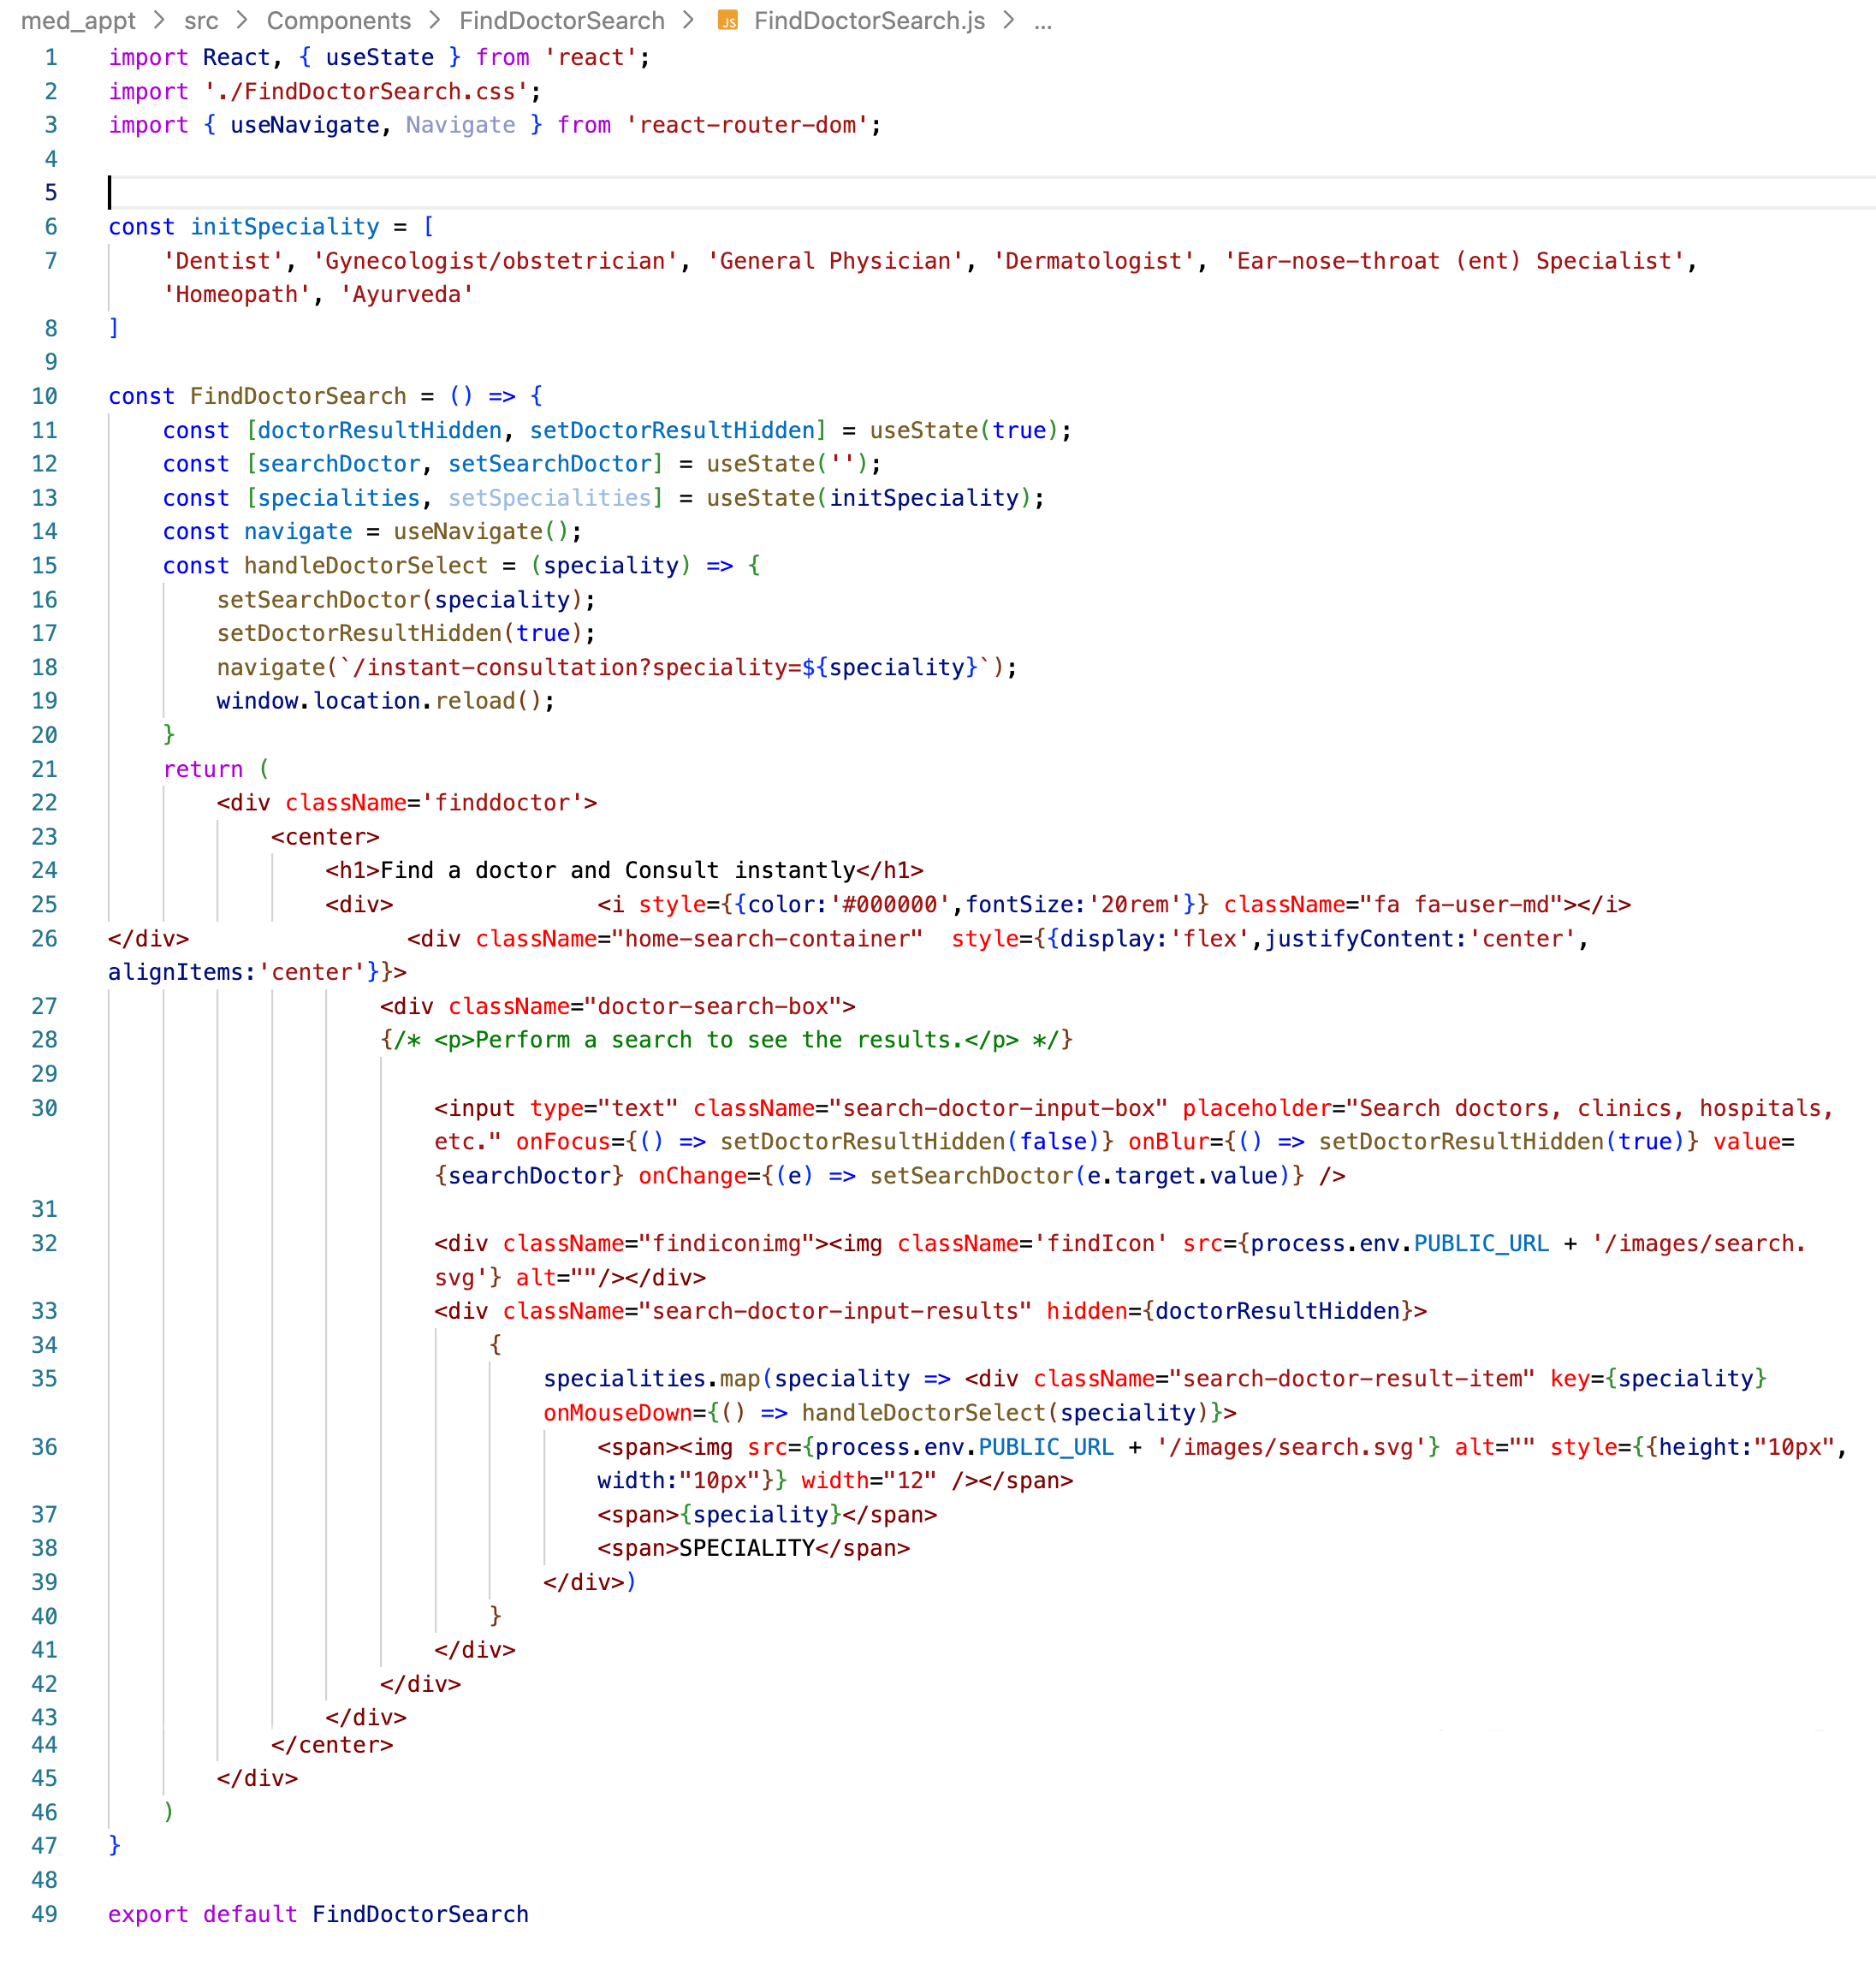 med_appt > src > Components > FindDoctorSearch > JS FindDoctorSearch.js > ...
1 import React, { useState } from 'react';
2 import './FindDoctorSearch.css';
3 import { useNavigate, Navigate } from 'react-router-dom';
4
5
6 const initSpeciality = [
7     'Dentist', 'Gynecologist/obstetrician', 'General Physician', 'Dermatologist', 'Ear-nose-throat (ent) Specialist',
    'Homeopath', 'Ayurveda'
8 ]
9
10 const FindDoctorSearch = () => {
11     const [doctorResultHidden, setDoctorResultHidden] = useState(true);
12     const [searchDoctor, setSearchDoctor] = useState('');
13     const [specialities, setSpecialities] = useState(initSpeciality);
14     const navigate = useNavigate();
15     const handleDoctorSelect = (speciality) => {
16         setSearchDoctor(speciality);
17         setDoctorResultHidden(true);
18         navigate(`/instant-consultation?speciality=${speciality}`);
19         window.location.reload();
20     }
21     return (
22         <div className='finddoctor'>
23             <center>
24                 <h1>Find a doctor and Consult instantly</h1>
25                 <div>               <i style={{color:'#000000',fontSize:'20rem'}} className="fa fa-user-md"></i>
26 </div>                <div className="home-search-container"  style={{display:'flex',justifyContent:'center',
alignItems:'center'}}>
27                     <div className="doctor-search-box">
28                     {/* <p>Perform a search to see the results.</p> */}
29
30                         <input type="text" className="search-doctor-input-box" placeholder="Search doctors, clinics, hospitals,
                        etc." onFocus={() => setDoctorResultHidden(false)} onBlur={() => setDoctorResultHidden(true)} value=
                        {searchDoctor} onChange={(e) => setSearchDoctor(e.target.value)} />
31
32                         <div className="findiconimg"><img className='findIcon' src={process.env.PUBLIC_URL + '/images/search.
                        svg'} alt=""/></div>
33                         <div className="search-doctor-input-results" hidden={doctorResultHidden}>
34                             {
35                                 specialities.map(speciality => <div className="search-doctor-result-item" key={speciality}
                                onMouseDown={() => handleDoctorSelect(speciality)}>
36                                     <span><img src={process.env.PUBLIC_URL + '/images/search.svg'} alt="" style={{height:"10px",
                                    width:"10px"}} width="12" /></span>
37                                     <span>{speciality}</span>
38                                     <span>SPECIALITY</span>
39                                 </div>)
40                             }
41                         </div>
42                     </div>
43                 </div>
44             </center>
45         </div>
46     )
47 }
48
49 export default FindDoctorSearch